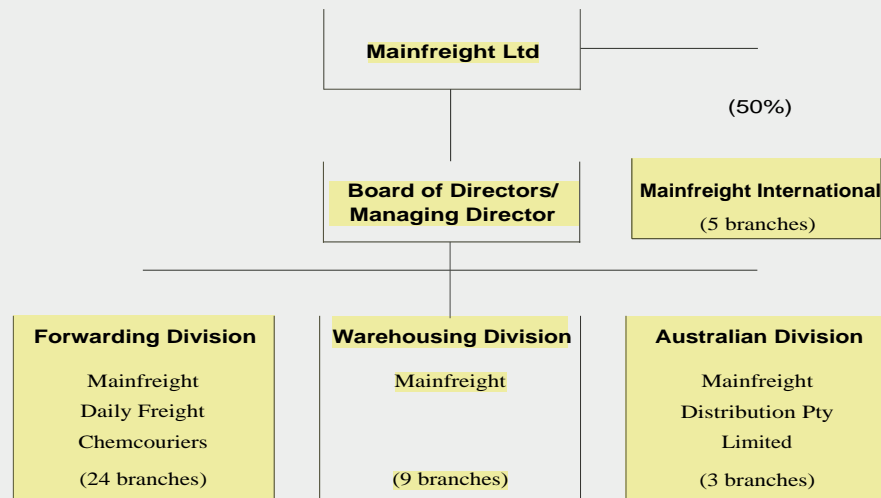 Mainfreight Ltd
(50%)
Board of Directors/
Managing Director
Mainfreight International
(5 branches)
Forwarding Division
Mainfreight
Daily Freight
Chemcouriers
(24 branches)
Warehousing Division
Mainfreight
(9 branches)
Australian Division
Mainfreight
Distribution Pty
Limited
(3 branches)